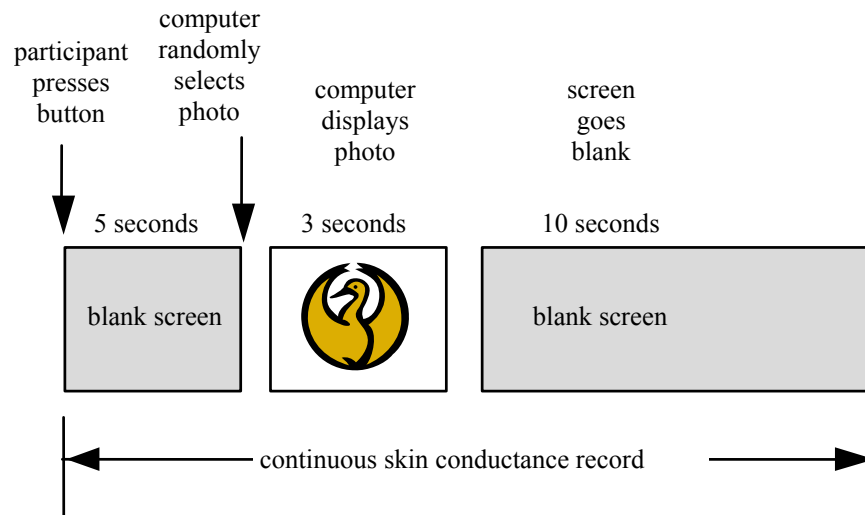 participant
presses
button
computer
randomly
selects
photo
computer
displays
photo
screen
goes
blank
5 seconds
3 seconds
10 seconds
blank screen
blank screen
continuous skin conductance record